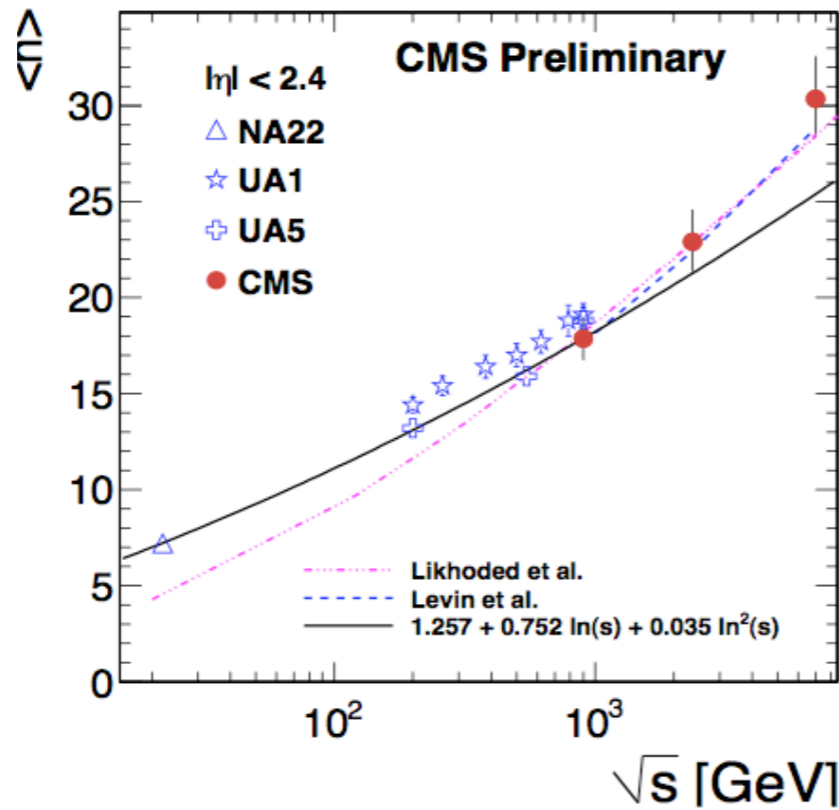 <n>
CMS Preliminary
|η| < 2.4
NA22
UA1
UA5
CMS
30
25
20
15
10
5
0
Likhoded et al.
Levin et al.
1.257 + 0.752 ln(s) + 0.035 ln²(s)
10²
10³
√s [GeV]